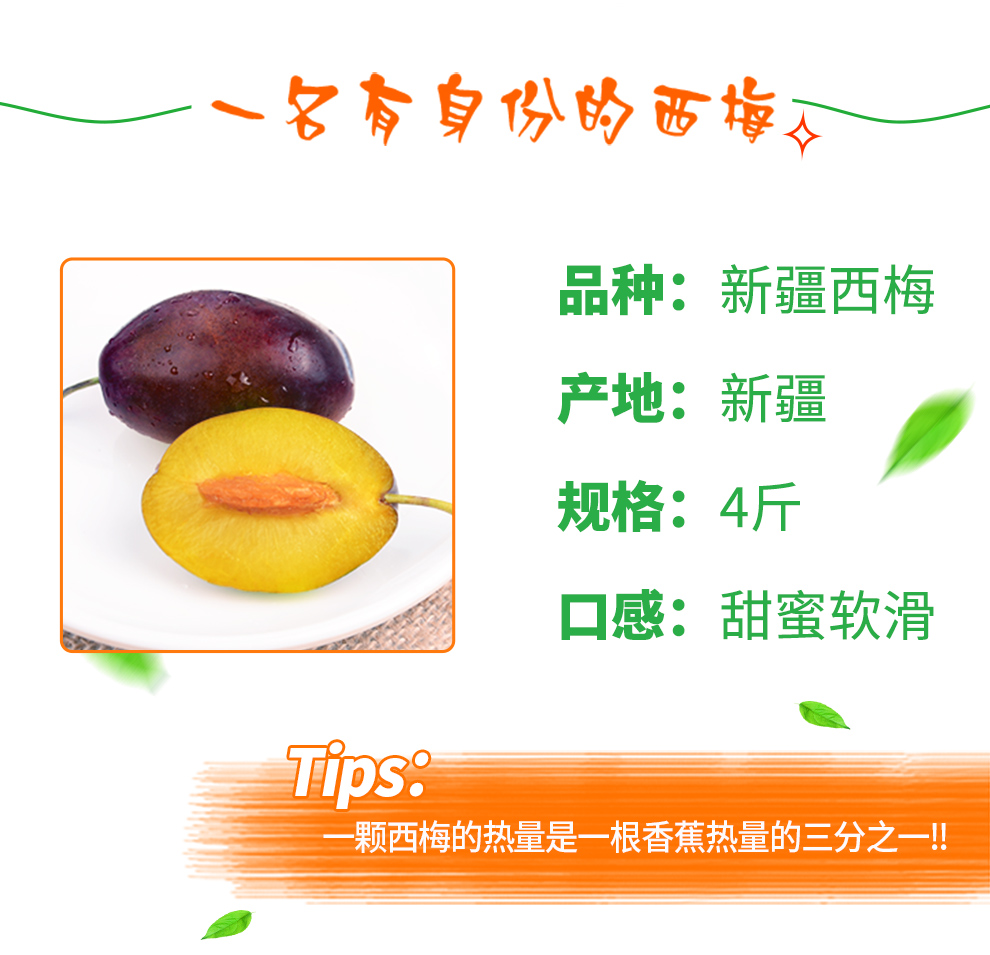 一名有身份的西梅
品种：新疆西梅
产地：新疆
规格：4斤
口感：甜蜜软滑
Tips:
一颗西梅的热量是一根香蕉热量的三分之一!!